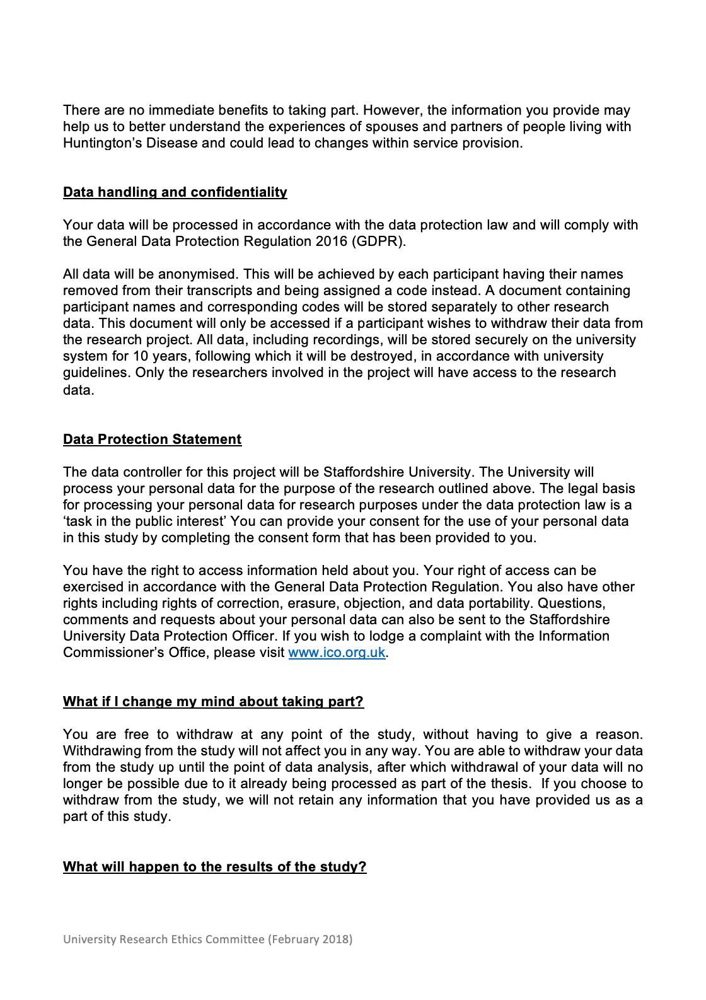 There are no immediate benefits to taking part. However, the information you provide may
help us to better understand the experiences of spouses and partners of people living with
Huntington’s Disease and could lead to changes within service provision.
Data handling and confidentiality
Your data will be processed in accordance with the data protection law and will comply with
the General Data Protection Regulation 2016 (GDPR).
All data will be anonymised. This will be achieved by each participant having their names
removed from their transcripts and being assigned a code instead. A document containing
participant names and corresponding codes will be stored separately to other research
data. This document will only be accessed if a participant wishes to withdraw their data from
the research project. All data, including recordings, will be stored securely on the university
system for 10 years, following which it will be destroyed, in accordance with university
guidelines. Only the researchers involved in the project will have access to the research
data.
Data Protection Statement
The data controller for this project will be Staffordshire University. The University will
process your personal data for the purpose of the research outlined above. The legal basis
for processing your personal data for research purposes under the data protection law is a
‘task in the public interest’ You can provide your consent for the use of your personal data
in this study by completing the consent form that has been provided to you.
You have the right to access information held about you. Your right of access can be
exercised in accordance with the General Data Protection Regulation. You also have other
rights including rights of correction, erasure, objection, and data portability. Questions,
comments and requests about your personal data can also be sent to the Staffordshire
University Data Protection Officer. If you wish to lodge a complaint with the Information
Commissioner’s Office, please visit www.ico.org.uk.
What if I change my mind about taking part?
You are free to withdraw at any point of the study, without having to give a reason.
Withdrawing from the study will not affect you in any way. You are able to withdraw your data
from the study up until the point of data analysis, after which withdrawal of your data will no
longer be possible due to it already being processed as part of the thesis. If you choose to
withdraw from the study, we will not retain any information that you have provided us as a
part of this study.
What will happen to the results of the study?
University Research Ethics Committee (February 2018)